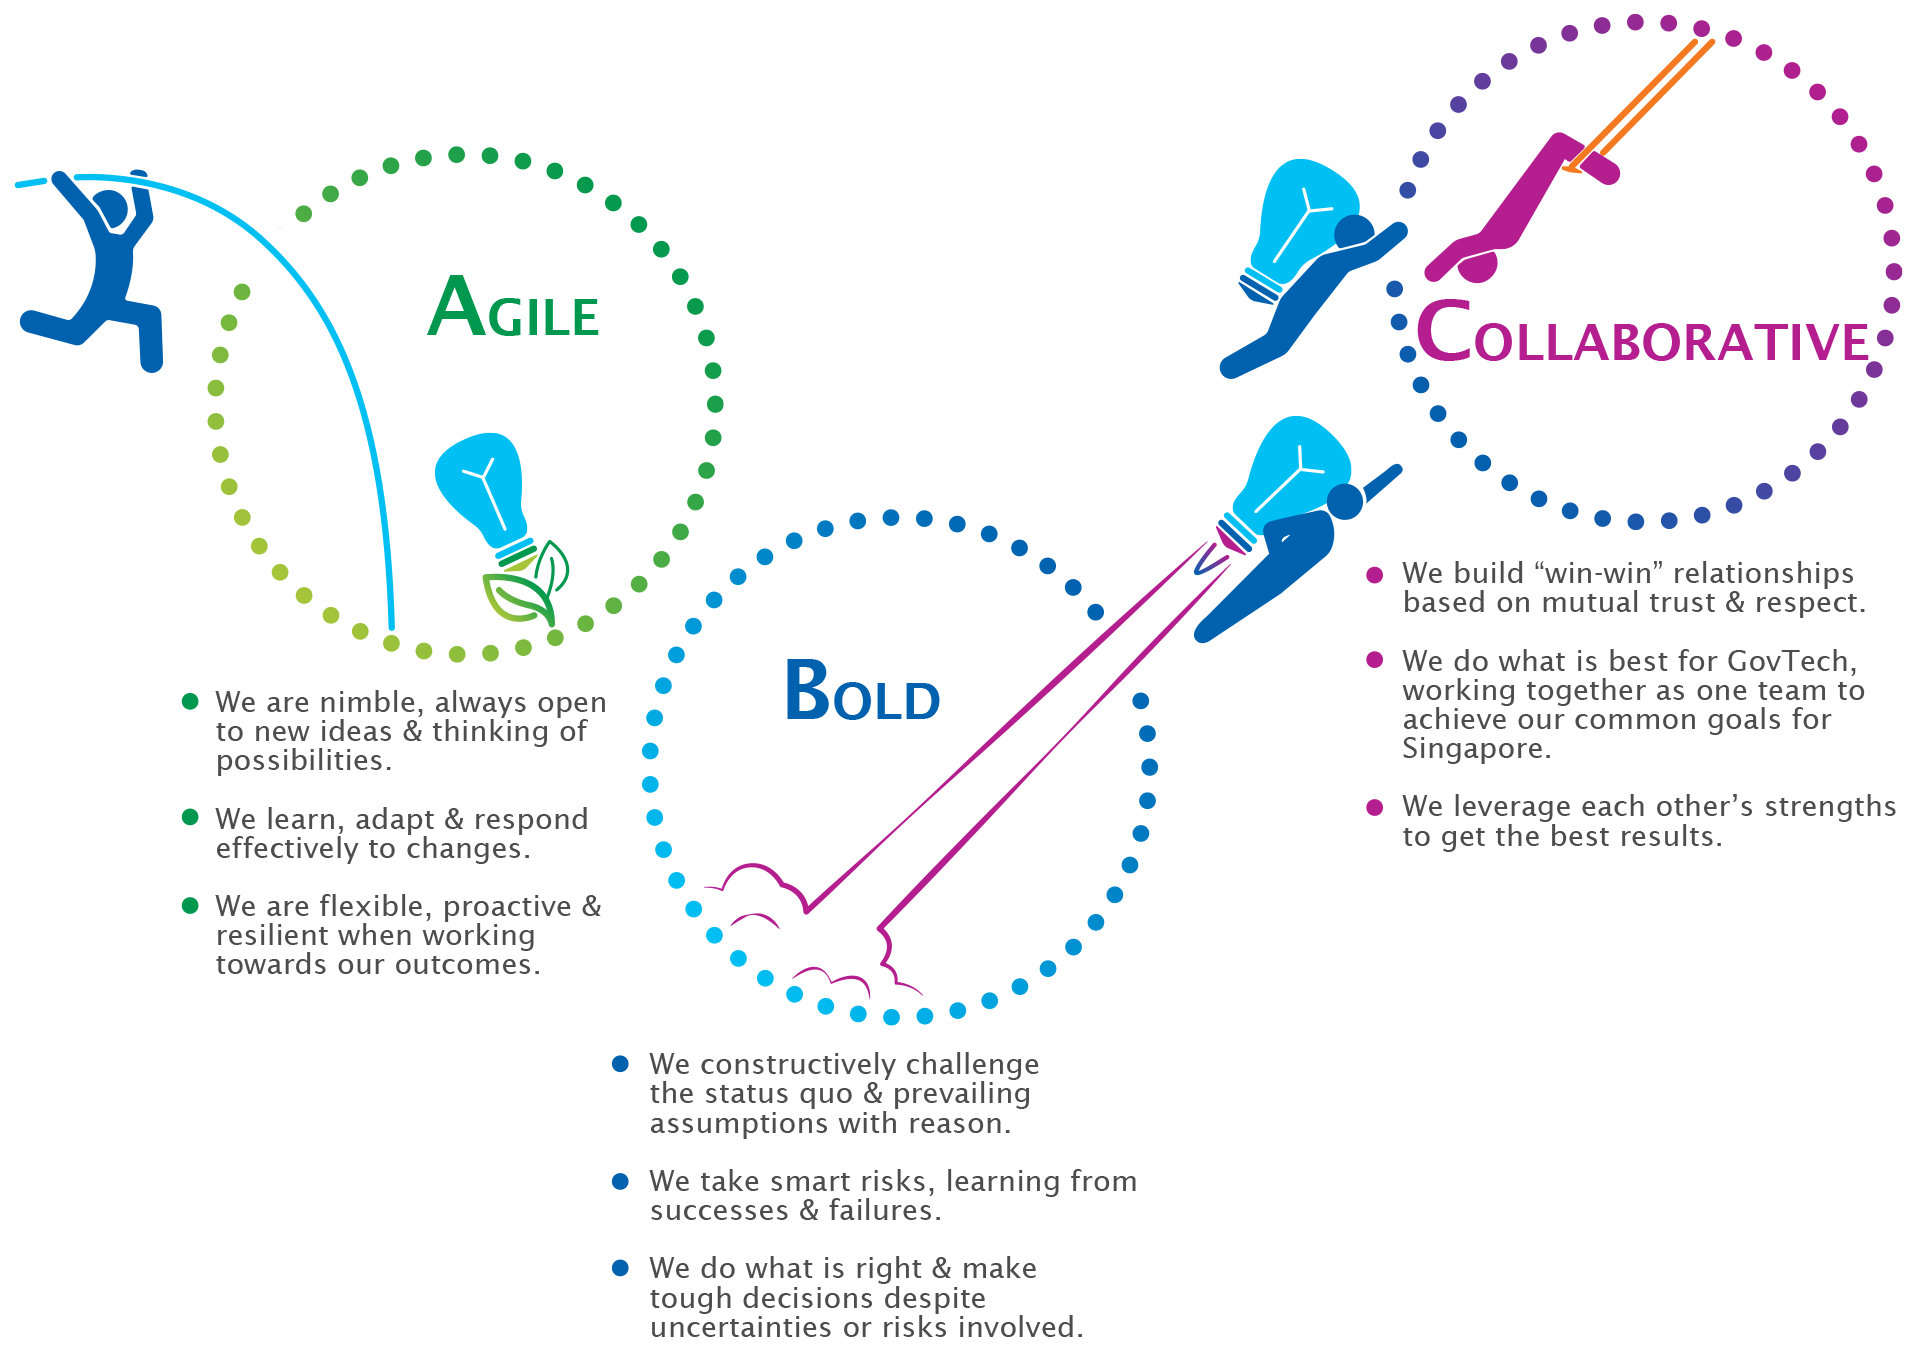 AGILE
We are nimble, always open
to new ideas & thinking of
possibilities.
We learn, adapt & respond
effectively to changes.
We are flexible, proactive &
resilient when working
towards our outcomes.
BOLD
We constructively challenge
the status quo & prevailing
assumptions with reason.
We take smart risks, learning from
successes & failures.
We do what is right & make
tough decisions despite
uncertainties or risks involved.
COLLABORATIVE
We build “win-win” relationships
based on mutual trust & respect.
We do what is best for GovTech,
working together as one team to
achieve our common goals for
Singapore.
We leverage each other’s strengths
to get the best results.